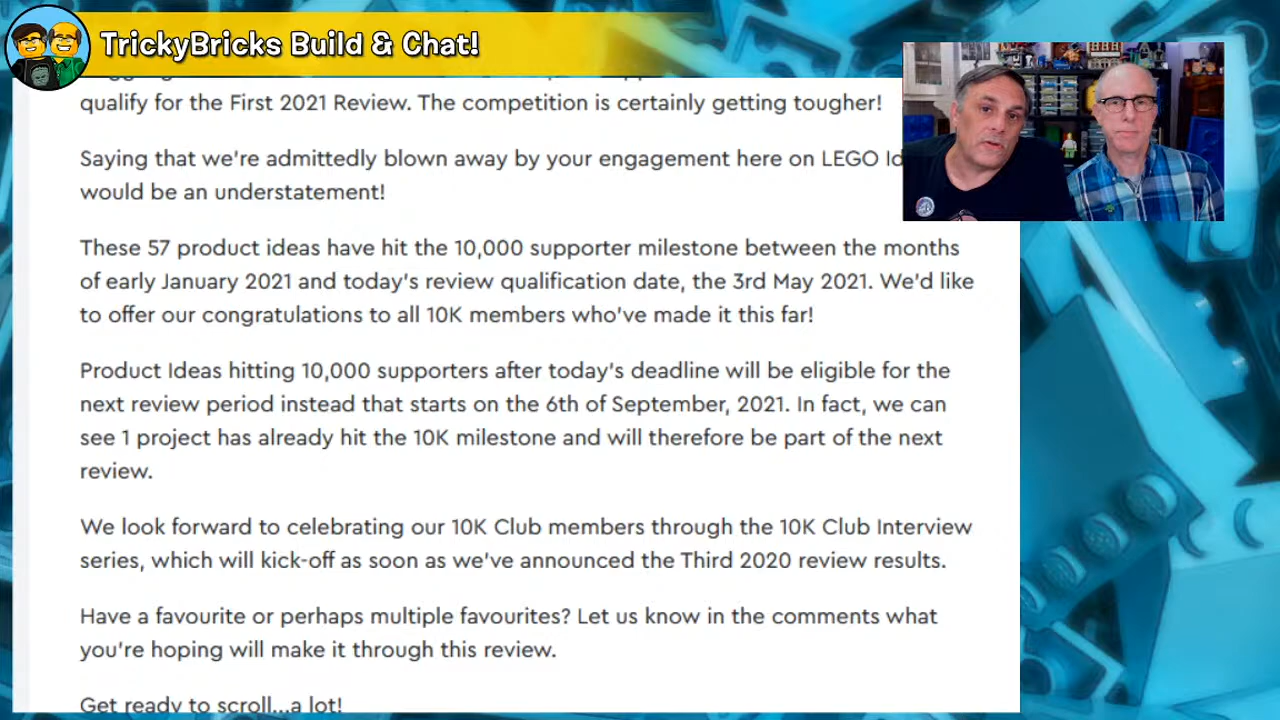 TrickyBricks Build & Chat!
qualify for the First 2021 Review. The competition is certainly getting tougher!
Saying that we're admittedly blown away by your engagement here on LEGO Id
would be an understatement!
These 57 product ideas have hit the 10,000 supporter milestone between the months
of early January 2021 and today's review qualification date, the 3rd May 2021. We'd like
to offer our congratulations to all 10K members who've made it this far!
Product Ideas hitting 10,000 supporters after today's deadline will be eligible for the
next review period instead that starts on the 6th of September, 2021. In fact, we can
see 1 project has already hit the 10K milestone and will therefore be part of the next
review.
We look forward to celebrating our 10K Club members through the 10K Club Interview
series, which will kick-off as soon as we've announced the Third 2020 review results.
Have a favourite or perhaps multiple favourites? Let us know in the comments what
you're hoping will make it through this review.
Get ready to scroll...a lot!